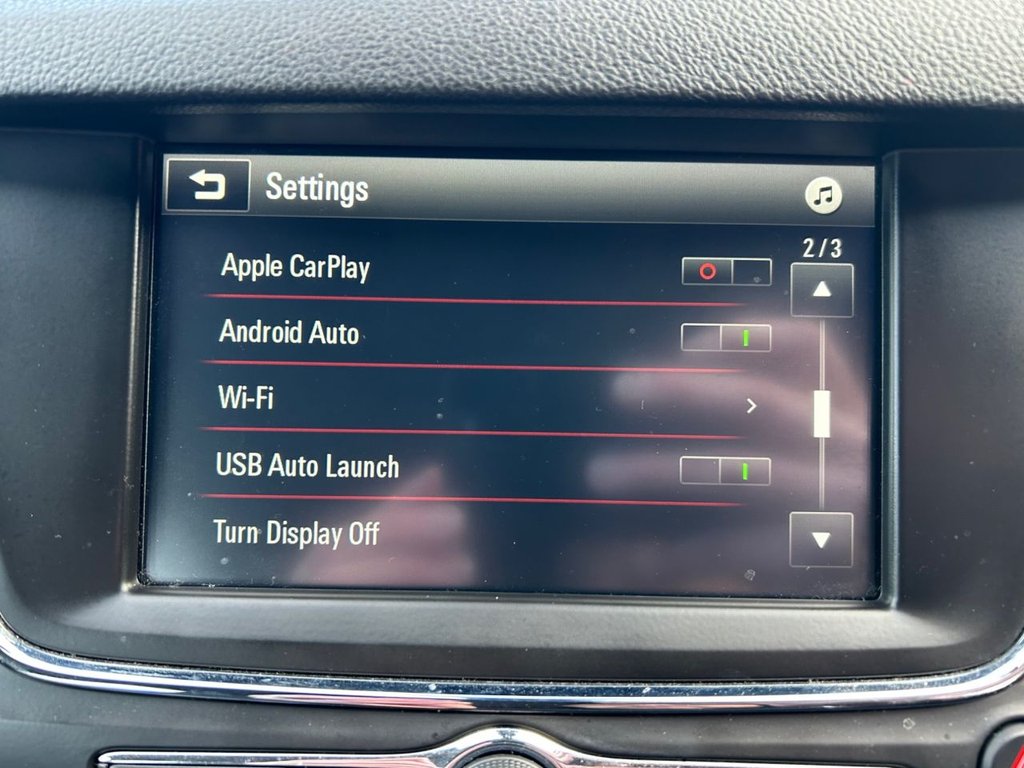 Settings
2/3
Apple CarPlay
Android Auto
Wi-Fi
USB Auto Launch
Turn Display Off